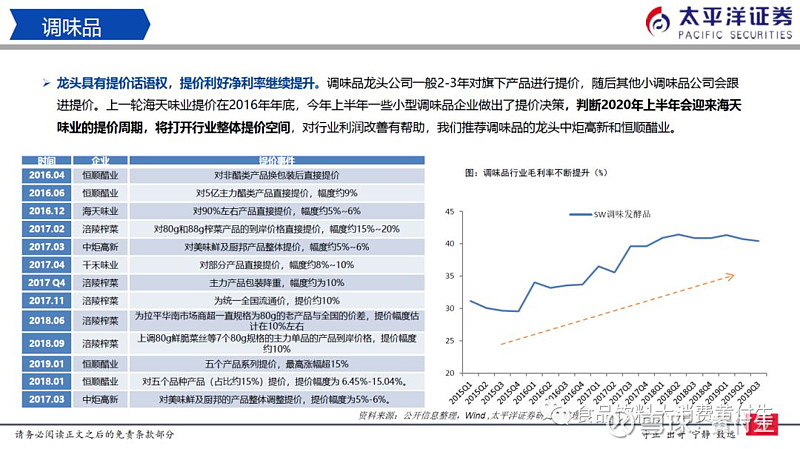 调味品
太平洋证券
PACIFIC SECURITIES
➢ 龙头具有提价话语权，提价利好净利率继续提升。调味品龙头公司一般2-3年对旗下产品进行提价，随后其他小调味品公司会跟
进提价。上一轮海天味业提价在2016年年底，今年上半年一些小型调味品企业做出了提价决策，判断2020年上半年会迎来海天
味业的提价周期，将打开行业整体提价空间，对行业利润改善有帮助，我们推荐调味品的龙头中炬高新和恒顺醋业。
时间 企业 提价事件
2016.04 恒顺醋业 对非醋类产品换包装后直接提价
2016.06 恒顺醋业 对5亿主力醋类产品直接提价，幅度约9%
2016.12 海天味业 对90%左右产品直接提价，幅度约5%~6%
2017.02 涪陵榨菜 对80g和88g榨菜产品的到岸价格直接提价，幅度约15%~20%
2017.03 中炬高新 对美味鲜及厨邦产品整体提价，幅度约5%~6%
2017.04 千禾味业 对部分产品直接提价，幅度约8%~10%
2017 Q4 涪陵榨菜 主力产品包装降重，幅度约为10%
2017.11 涪陵榨菜 为统一全国流通价，提价约10%
2018.06 涪陵榨菜 为拉平华南市场商超一直规格为80g的老产品与全国的价差，提价幅度估
计在10%左右
2018.09 涪陵榨菜 上调80g鲜脆菜丝等7个80g规格的主力单品的产品到岸价格，提价幅度
约10%
2019.01 恒顺醋业 五个产品系列提价，最高涨幅超15%
2018.01 恒顺醋业 对五个品种产品（占比约15%）提价，提价幅度为 6.45%-15.04%。
2017.03 中炬高新 对美味鲜及厨邦的产品整体调整提价，提价幅度为5%-6%。
图：调味品行业毛利率不断提升（%）
SW调味发酵品
45
40
35
30
25
20
2015Q1 2015Q2 2015Q3 2015Q4 2016Q1 2016Q2 2016Q3 2016Q4 2017Q1 2017Q2 2017Q3 2017Q4 2018Q1 2018Q2 2018Q3 2018Q4 2019Q1 2019Q2 2019Q3
资料来源：公开信息整理，Wind，太平洋证券研
食品饮料大消费黄付生
请务必阅读正文之后的免责条款部分
守正 出奇 宁静 致远